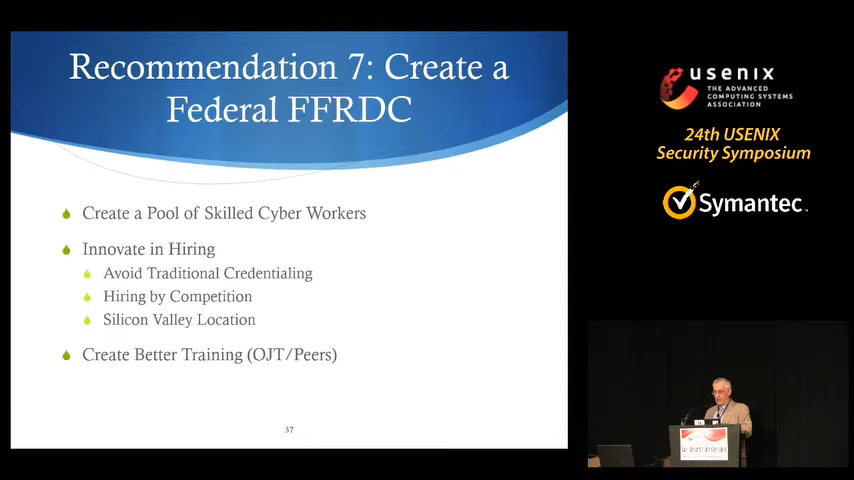 Recommendation 7: Create a
Federal FFRDC
Create a Pool of Skilled Cyber Workers
Innovate in Hiring
Avoid Traditional Credentialing
Hiring by Competition
Silicon Valley Location
Create Better Training (OJT/Peers)
37
usenix
THE ADVANCED
COMPUTING SYSTEMS
ASSOCIATION
24th USENIX
Security Symposium
Symantec.